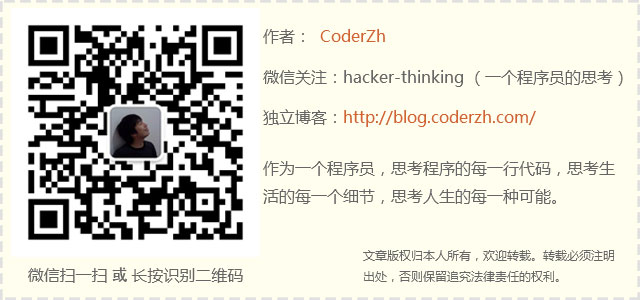 作者： CoderZh
微信关注：hacker-thinking （一个程序员的思考）
独立博客：http://blog.coderzh.com/
作为一个程序员，思考程序的每一行代码，思考生
活的每一个细节，思考人生的每一种可能。
微信扫一扫 或 长按识别二维码
文章版权归本人所有，欢迎转载。转载必须注明
出处，否则保留追究法律责任的权利。